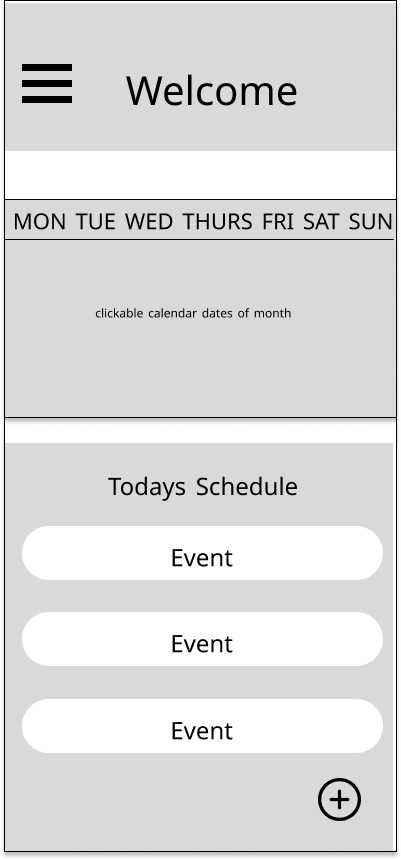 Welcome
MON TUE WED THURS FRI SAT SUN
clickable calendar dates of month
Todays Schedule
Event
Event
Event